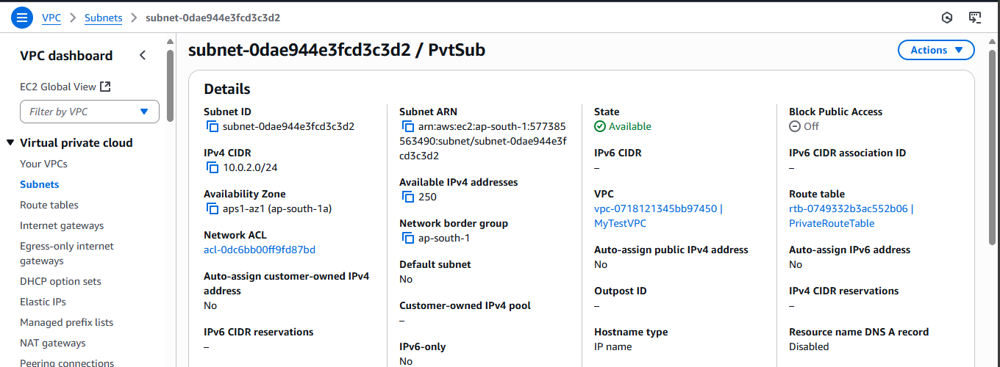 VPC > Subnets > subnet-0dae944e3fcd3c3d2
VPC dashboard
EC2 Global View
Filter by VPC
Virtual private cloud
Your VPCs
Subnets
Route tables
Internet gateways
Egress-only internet
gateways
DHCP option sets
Elastic IPs
Managed prefix lists
NAT gateways
Peering connections
subnet-0dae944e3fcd3c3d2 / PvtSub
Actions
Details
Subnet ID
subnet-0dae944e3fcd3c3d2
IPv4 CIDR
10.0.2.0/24
Availability Zone
aps1-az1 (ap-south-1a)
Network ACL
acl-0dc6bb00ff9fd87bd
Auto-assign customer-owned IPv4
address
No
IPv6 CIDR reservations
–
Subnet ARN
arn:aws:ec2:ap-south-1:577385
563490:subnet/subnet-0dae944e3f
cd3c3d2
Available IPv4 addresses
250
Network border group
ap-south-1
Default subnet
No
Customer-owned IPv4 pool
–
IPv6-only
No
State
Available
IPv6 CIDR
–
VPC
vpc-0718121345bb97450 |
MyTestVPC
Auto-assign public IPv4 address
No
Outpost ID
–
Hostname type
IP name
Block Public Access
Off
IPv6 CIDR association ID
–
Route table
rtb-0749332b3ac552b06 |
PrivateRouteTable
Auto-assign IPv6 address
No
IPv4 CIDR reservations
–
Resource name DNS A record
Disabled